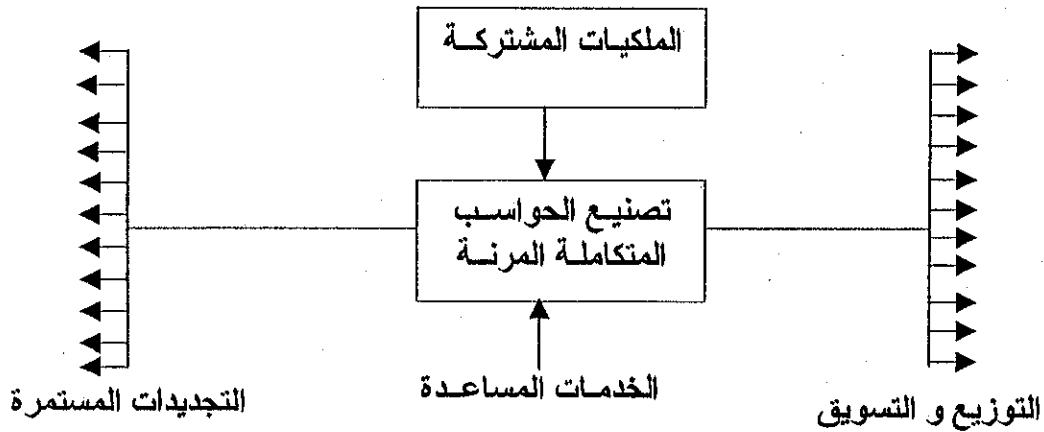 الملكيات المشتركة
تصنيع الحواسب
المتكاملة المرنة
الخدمات المساعدة
التوزيع و التسويق
التجديدات المستمرة